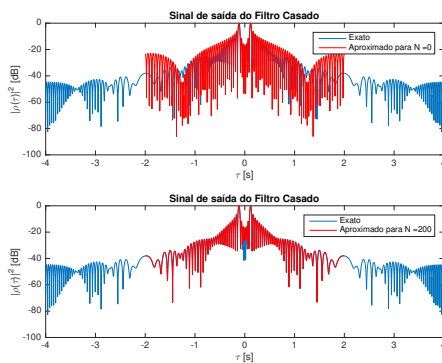 Sinal de saída do Filtro Casado
0
-20
-40
-60
-80
-100
|ρ(τ)|² [dB]
Exato
Aproximado para N =0
-4 -3 -2 -1 0 1 2 3 4
τ [s]
Sinal de saída do Filtro Casado
0
-20
-40
-60
-80
-100
|ρ(τ)|² [dB]
Exato
Aproximado para N =200
-4 -3 -2 -1 0 1 2 3 4
τ [s]